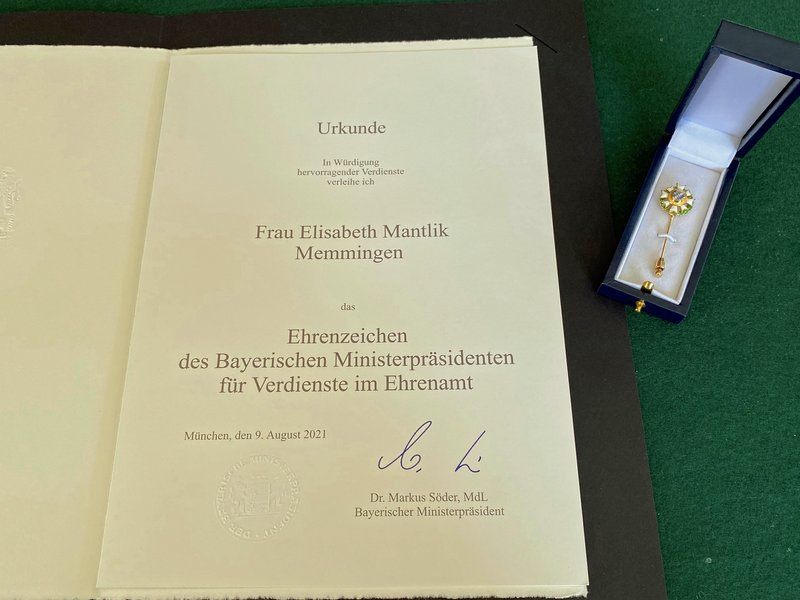 Urkunde
In Würdigung
hervorragender Verdienste
verleihe ich
Frau Elisabeth Mantlik
Memmingen
das
Ehrenzeichen
des Bayerischen Ministerpräsidenten
für Verdienste im Ehrenamt
München, den 9. August 2021
Dr. Markus Söder, MdL
Bayerischer Ministerpräsident